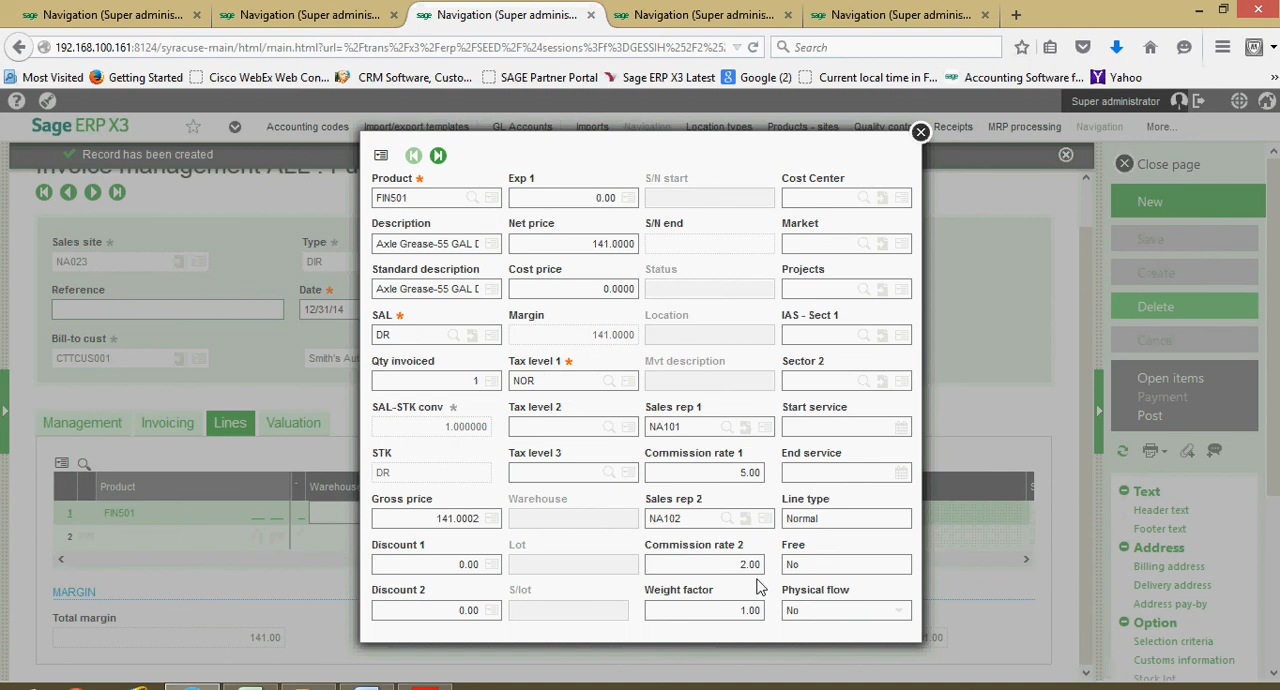 Navigation (Super adminis...
Navigation (Super adminis...
Navigation (Super adminis...
Navigation (Super adminis...
Navigation (Super adminis...
192.168.100.161:8124/syracuse-main/html/main.html?url=%2Ftrans%2Fx3%2Ferp%2FSEED%2F%24sessions%3Ff%3DGESSIH%252F2%25
Search
Most Visited
Getting Started
Cisco WebEx Web Con...
CRM Software, Custo...
SAGE Partner Portal
Sage ERP X3 Latest
Google (2)
Current local time in F...
Accounting Software f...
Yahoo
Super administrator
Sage ERP X3
Accounting codes
Import/export templates
GL Accounts
Imports
Navigation
Location types
Products - sites
Receipts
MRP processing
Navigation
More...
Record has been created
Sales site *
NA023
Type *
DIR
Reference
Date *
12/31/14
Bill-to cust *
CTTCUS001
Management
Invoicing
Lines
Valuation
Product
1
FIN501
2
MARGIN
Total margin
141.00
Product *
FIN501
Description
Axle Grease-55 GAL
Standard description
Axle Grease-55 GAL
SAL *
DR
Qty invoiced
1
SAL-STK conv *
1.000000
STK
DR
Gross price
141.0002
Discount 1
0.00
Discount 2
0.00
Exp 1
0.00
Net price
141.0000
Cost price
0.0000
Margin
141.0000
Tax level 1 *
NOR
Tax level 2
Tax level 3
Warehouse
Lot
S/lot
S/N start
S/N end
Status
Location
Mvt description
Sales rep 1
NA101
Commission rate 1
5.00
Sales rep 2
NA102
Commission rate 2
2.00
Weight factor
1.00
Cost Center
Market
Projects
IAS - Sect 1
Sector 2
Start service
End service
Line type
Normal
Free
No
Physical flow
No
Close page
New
Save
Create
Delete
Open items
Payment
Post
Text
Header text
Footer text
Address
Billing address
Delivery address
Address pay-by
Option
Selection criteria
Customs information
Stock lot